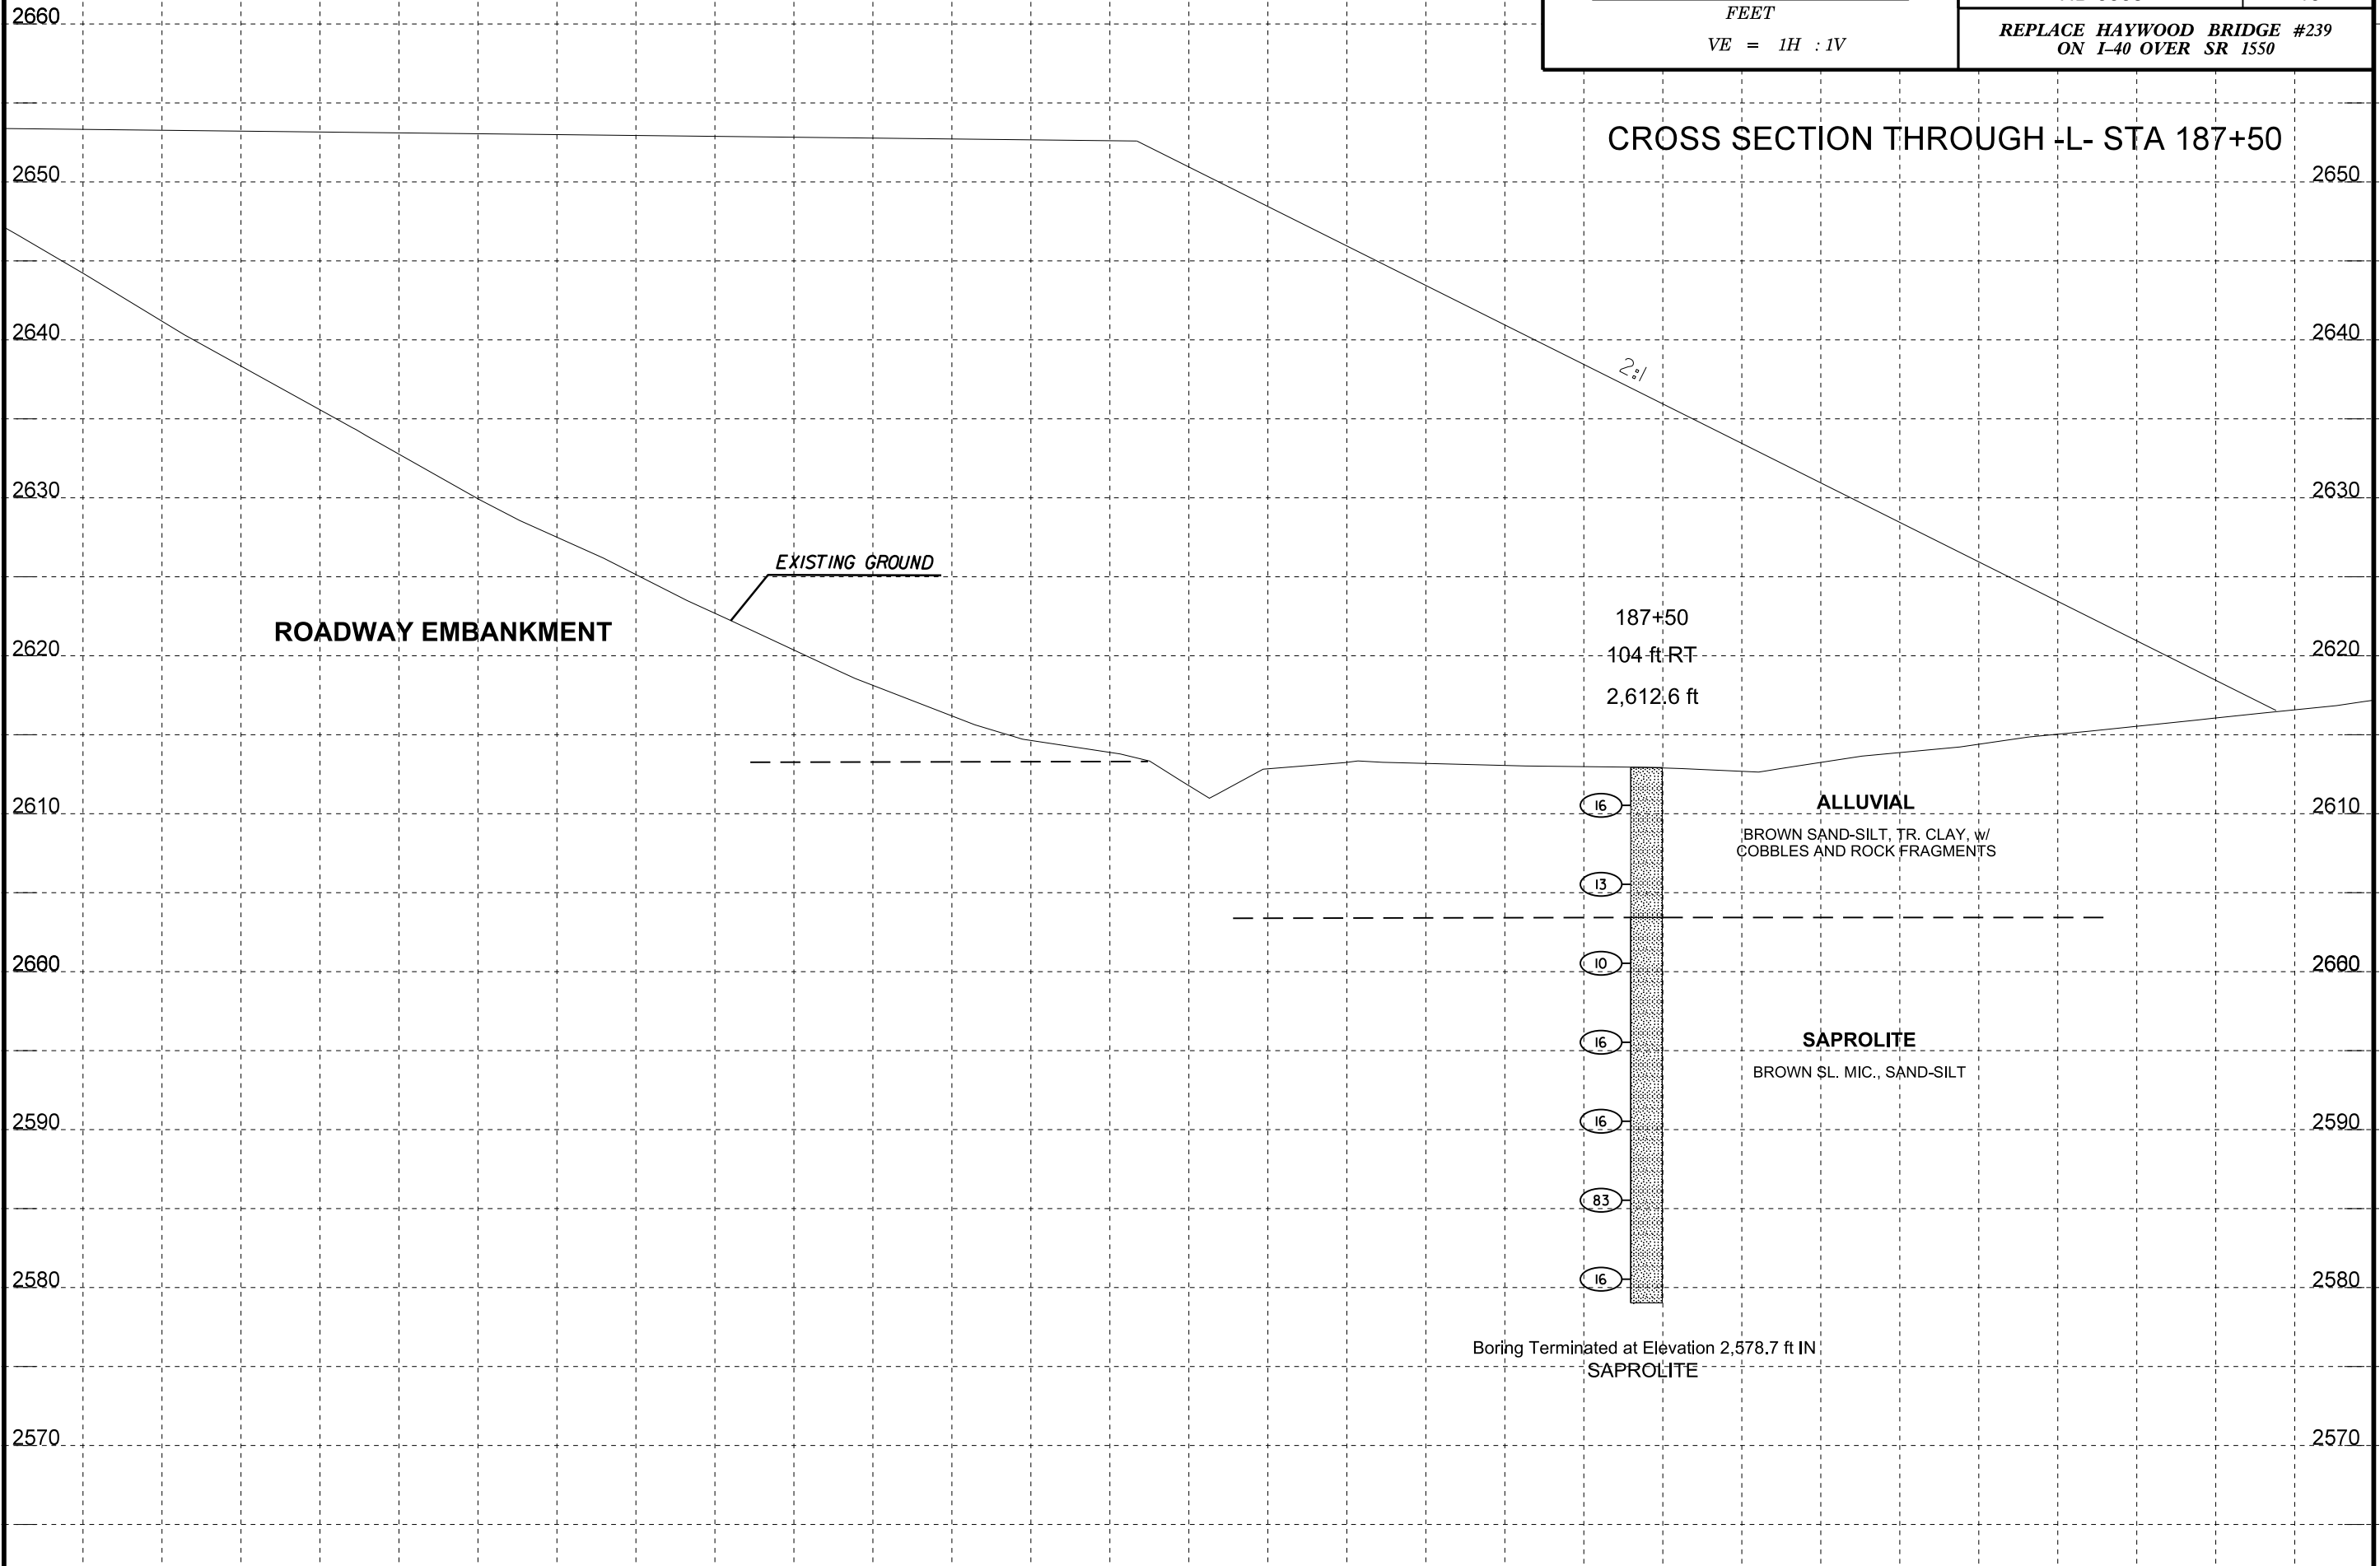 2660
FEET
VE = 1H : 1V
REPLACE HAYWOOD BRIDGE #239
ON I-40 OVER SR 1550
CROSS SECTION THROUGH -L- STA 187+50
2650 2650
2640 2640
2:1
2630 2630
EXISTING GROUND
ROADWAY EMBANKMENT
187+50
104 ft RT
2,612.6 ft
2620 2620
2610 2610
16
ALLUVIAL
BROWN SAND-SILT, TR. CLAY, w/
COBBLES AND ROCK FRAGMENTS
13
10
16
SAPROLITE
BROWN SL. MIC., SAND-SILT
2590 2590
16
83
2580 2580
16
Boring Terminated at Elevation 2,578.7 ft IN
SAPROLITE
2570 2570